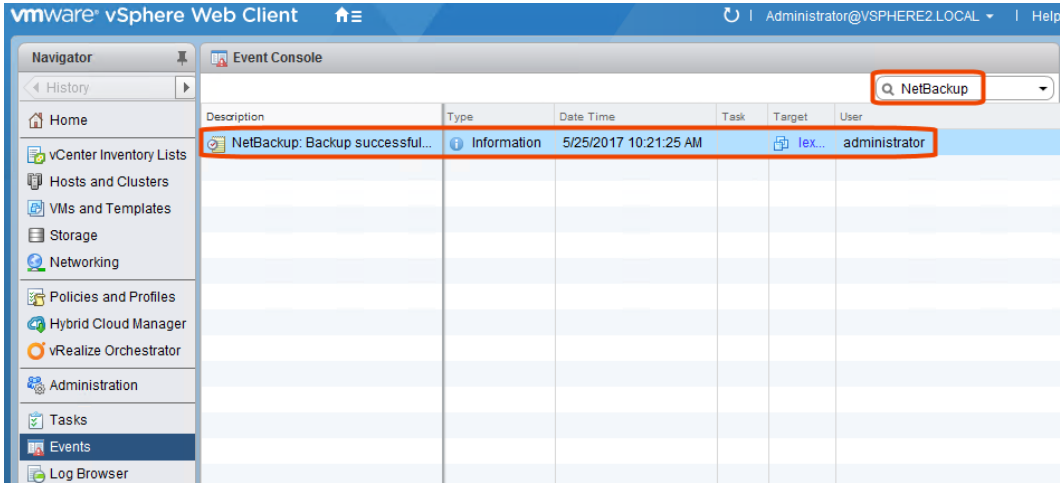 vmware® vSphere Web Client
Administrator@VSPHERE2.LOCAL
Help
Navigator
History
Home
vCenter Inventory Lists
Hosts and Clusters
VMs and Templates
Storage
Networking
Policies and Profiles
Hybrid Cloud Manager
vRealize Orchestrator
Administration
Tasks
Events
Log Browser
Event Console
NetBackup
Description Type Date Time Task Target User
NetBackup: Backup successful... Information 5/25/2017 10:21:25 AM lex... administrator